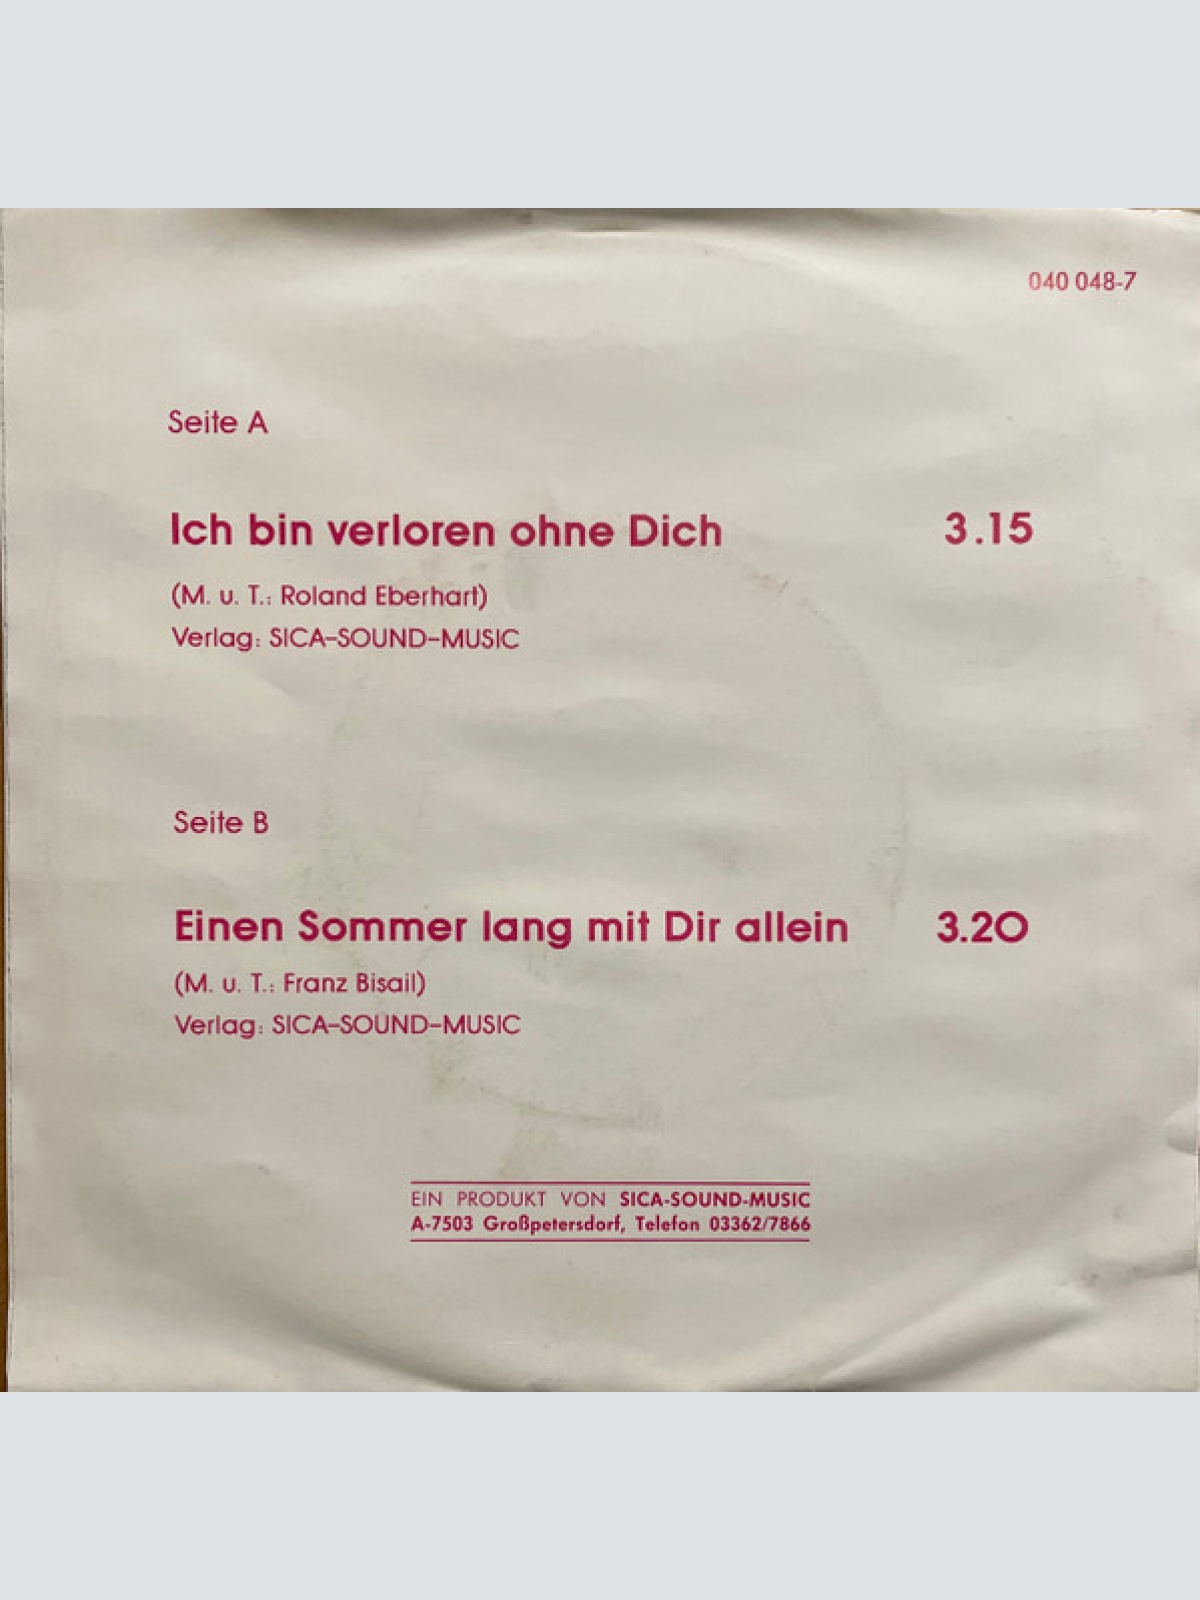 040 048-7
Seite A
Ich bin verloren ohne Dich 3.15
(M. u. T.: Roland Eberhart)
Verlag: SICA-SOUND-MUSIC
Seite B
Einen Sommer lang mit Dir allein 3.20
(M. u. T.: Franz Bisail)
Verlag: SICA-SOUND-MUSIC
EIN PRODUKT VON SICA-SOUND-MUSIC
A-7503 Großpetersdorf, Telefon 03362/7866